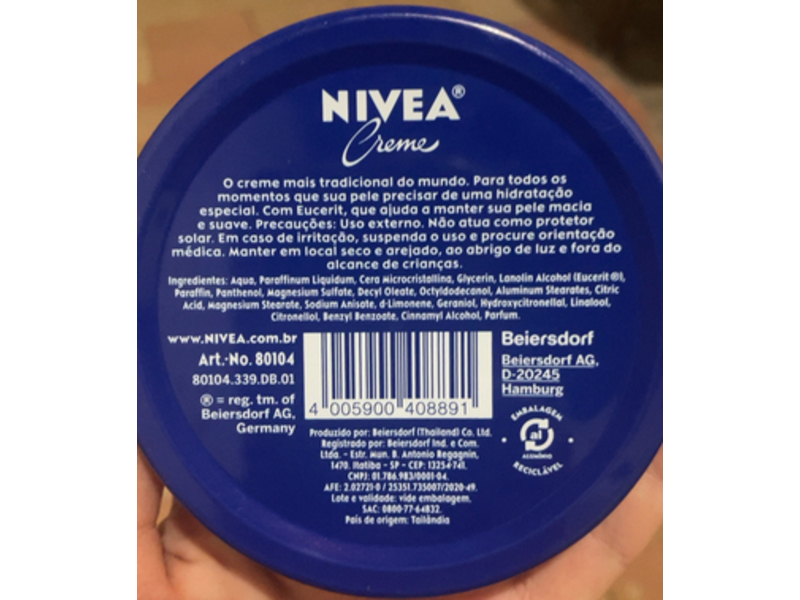 NIVEA®
Creme
O creme mais tradicional do mundo. Para todos os
momentos que sua pele precisar de uma hidratação
especial. Com Eucerit, que ajuda a manter sua pele macia
e suave. Precauções: Uso externo. Não atua como protetor
solar. Em caso de irritação, suspenda o uso e procure orientação
médica. Manter em local seco e arejado, ao abrigo de luz e fora do
alcance de crianças.
Ingredientes: Aqua, Paraffinum Liquidum, Cera Microcristallina, Glycerin, Lanolin Alcohol (Eucerit®),
Paraffin, Panthenol, Magnesium Sulfate, Decyl Oleate, Octyldodecanol, Aluminum Stearates, Citric
Acid, Magnesium Stearate, Sodium Anisate, d-Limonene, Geraniol, Hydroxycitronellal, Linalool,
Citronellol, Benzyl Benzoate, Cinnamyl Alcohol, Parfum.
www.NIVEA.com.br
Art.-No. 80104
80104.339.DB.01
® = reg. tm. of
Beiersdorf AG,
Germany
4 005900 408891
Beiersdorf
Beiersdorf AG,
D-20245
Hamburg
EMBALAGEM
al
ALUMÍNIO
RECICLÁVEL
Produzido por: Beiersdorf (Thailand) Co. Ltd.
Registrado por: Beiersdorf Ind. e Com.
Ltda. - Estr. Mun. B. Antonio Regagnin,
1470. Itatiba - SP - CEP: 13254-741.
CNPJ: 01.786.983/0001-04.
AFE: 2.02721-0 / 25351.735007/2020-49.
Lote e validade: vide embalagem.
SAC: 0800-77-64832.
País de origem: Tailândia